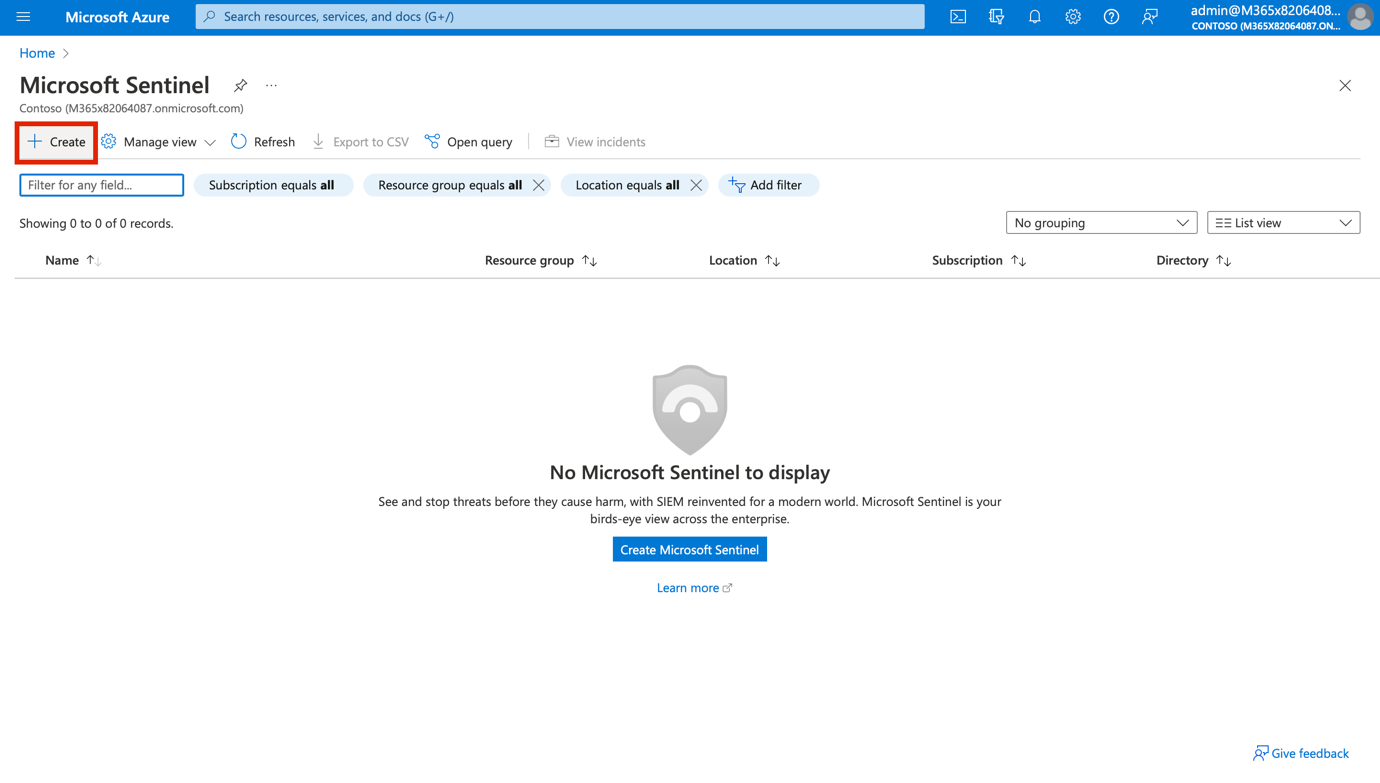 Microsoft Azure
Search resources, services, and docs (G+/)
admin@M365x8206408...
CONTOSO (M365X82064087.ON...
Home
Microsoft Sentinel
...
Contoso (M365x82064087.onmicrosoft.com)
Create
Manage view
Refresh
Export to CSV
Open query
View incidents
Filter for any field...
Subscription equals all
Resource group equals all
Location equals all
Add filter
Showing 0 to 0 of 0 records.
No grouping
List view
Name
Resource group
Location
Subscription
Directory
No Microsoft Sentinel to display
See and stop threats before they cause harm, with SIEM reinvented for a modern world. Microsoft Sentinel is your
birds-eye view across the enterprise.
Create Microsoft Sentinel
Learn more
Give feedback